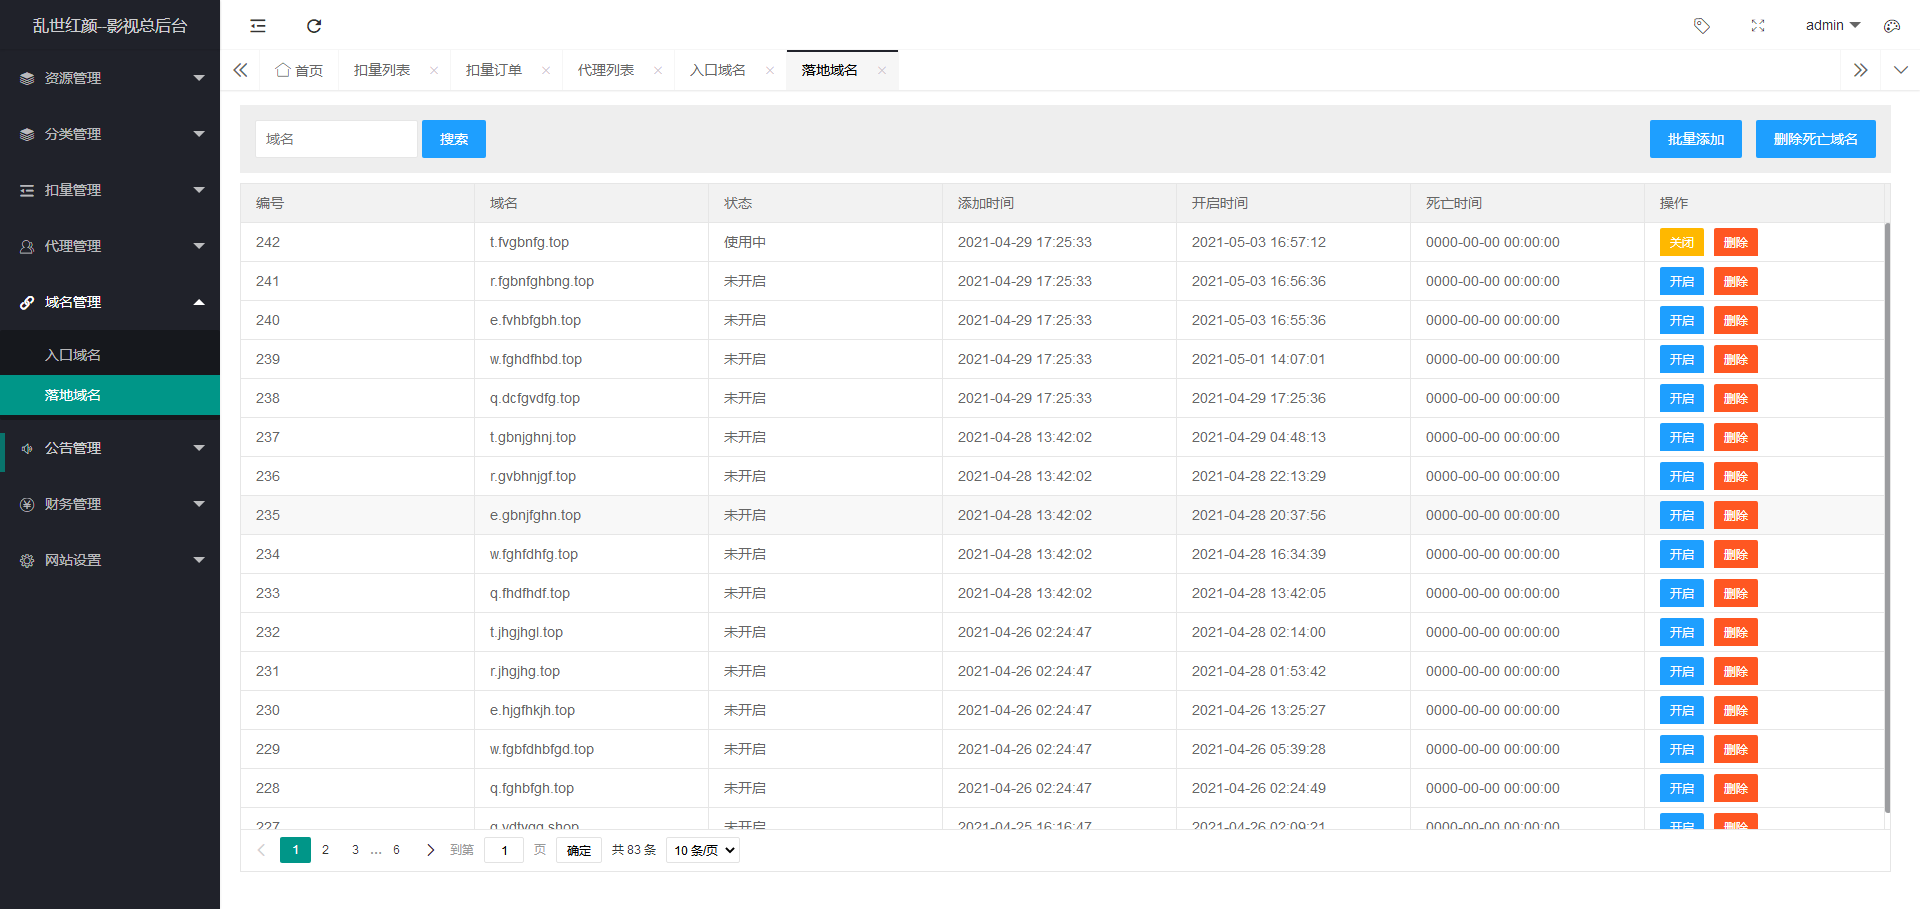 乱世红颜--影视总后台
admin
资源管理
分类管理
扣量管理
代理管理
域名管理
入口域名
落地域名
公告管理
财务管理
网站设置
首页 扣量列表 扣量订单 代理列表 入口域名 落地域名
域名 搜索 批量添加 删除死亡域名
编号 域名 状态 添加时间 开启时间 死亡时间 操作
242 t.fvgbnfg.top 使用中 2021-04-29 17:25:33 2021-05-03 16:57:12 0000-00-00 00:00:00 关闭 删除
241 r.fgbnfghbng.top 未开启 2021-04-29 17:25:33 2021-05-03 16:56:36 0000-00-00 00:00:00 开启 删除
240 e.fvhbfgbh.top 未开启 2021-04-29 17:25:33 2021-05-03 16:55:36 0000-00-00 00:00:00 开启 删除
239 w.fghdfhbd.top 未开启 2021-04-29 17:25:33 2021-05-01 14:07:01 0000-00-00 00:00:00 开启 删除
238 q.dcfgvdfg.top 未开启 2021-04-29 17:25:33 2021-04-29 17:25:36 0000-00-00 00:00:00 开启 删除
237 t.gbnjghnj.top 未开启 2021-04-28 13:42:02 2021-04-29 04:48:13 0000-00-00 00:00:00 开启 删除
236 r.gvbhnjgf.top 未开启 2021-04-28 13:42:02 2021-04-28 22:13:29 0000-00-00 00:00:00 开启 删除
235 e.gbnjfghn.top 未开启 2021-04-28 13:42:02 2021-04-28 20:37:56 0000-00-00 00:00:00 开启 删除
234 w.fghfdhfg.top 未开启 2021-04-28 13:42:02 2021-04-28 16:34:39 0000-00-00 00:00:00 开启 删除
233 q.fhdfhdf.top 未开启 2021-04-28 13:42:02 2021-04-28 13:42:05 0000-00-00 00:00:00 开启 删除
232 t.jhgjhgl.top 未开启 2021-04-26 02:24:47 2021-04-28 02:14:00 0000-00-00 00:00:00 开启 删除
231 r.jhgjhg.top 未开启 2021-04-26 02:24:47 2021-04-28 01:53:42 0000-00-00 00:00:00 开启 删除
230 e.hjgfhkjh.top 未开启 2021-04-26 02:24:47 2021-04-26 13:25:27 0000-00-00 00:00:00 开启 删除
229 w.fgbfdhbfgd.top 未开启 2021-04-26 02:24:47 2021-04-26 05:39:28 0000-00-00 00:00:00 开启 删除
228 q.fghbfgh.top 未开启 2021-04-26 02:24:47 2021-04-26 02:24:49 0000-00-00 00:00:00 开启 删除
227 未开启 2021-04-25 16:16:47 2021-04-26 02:09:21 0000-00-00 00:00:00 开启 删除
1 2 3 … 6 到第 1 页 确定 共 83 条 10 条/页